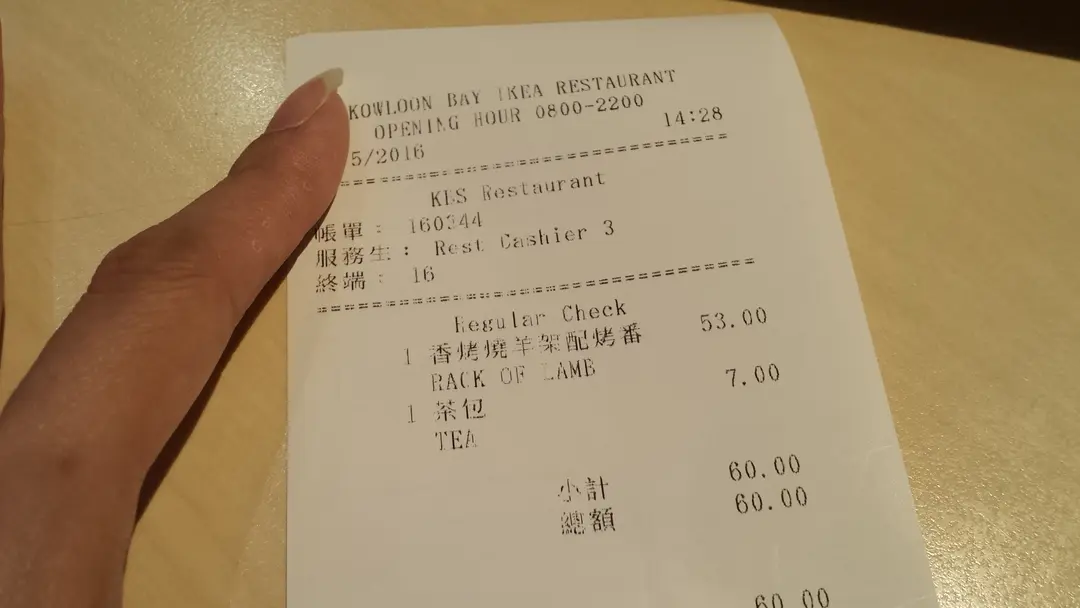 KOWLOON BAY IKEA RESTAURANT
OPENING HOUR 0800-2200
5/2016 14:28
KBS Restaurant
帳單： 160344
服務生： Rest Cashier 3
終端： 16
Regular Check
1 香烤燒羊架配烤番 53.00
RACK OF LAMB
1 茶包 7.00
TEA
小計 60.00
總額 60.00
60.00